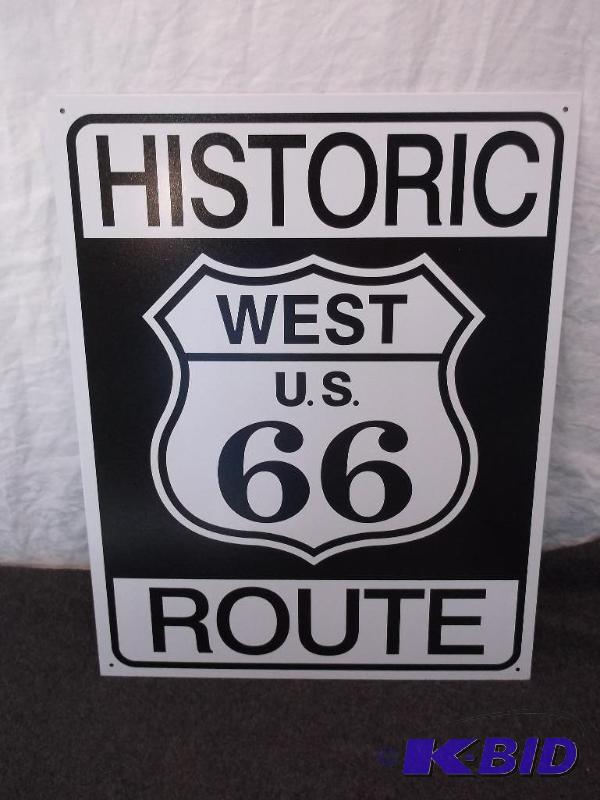 HISTORIC
WEST
U.S.
66
ROUTE
K-BID